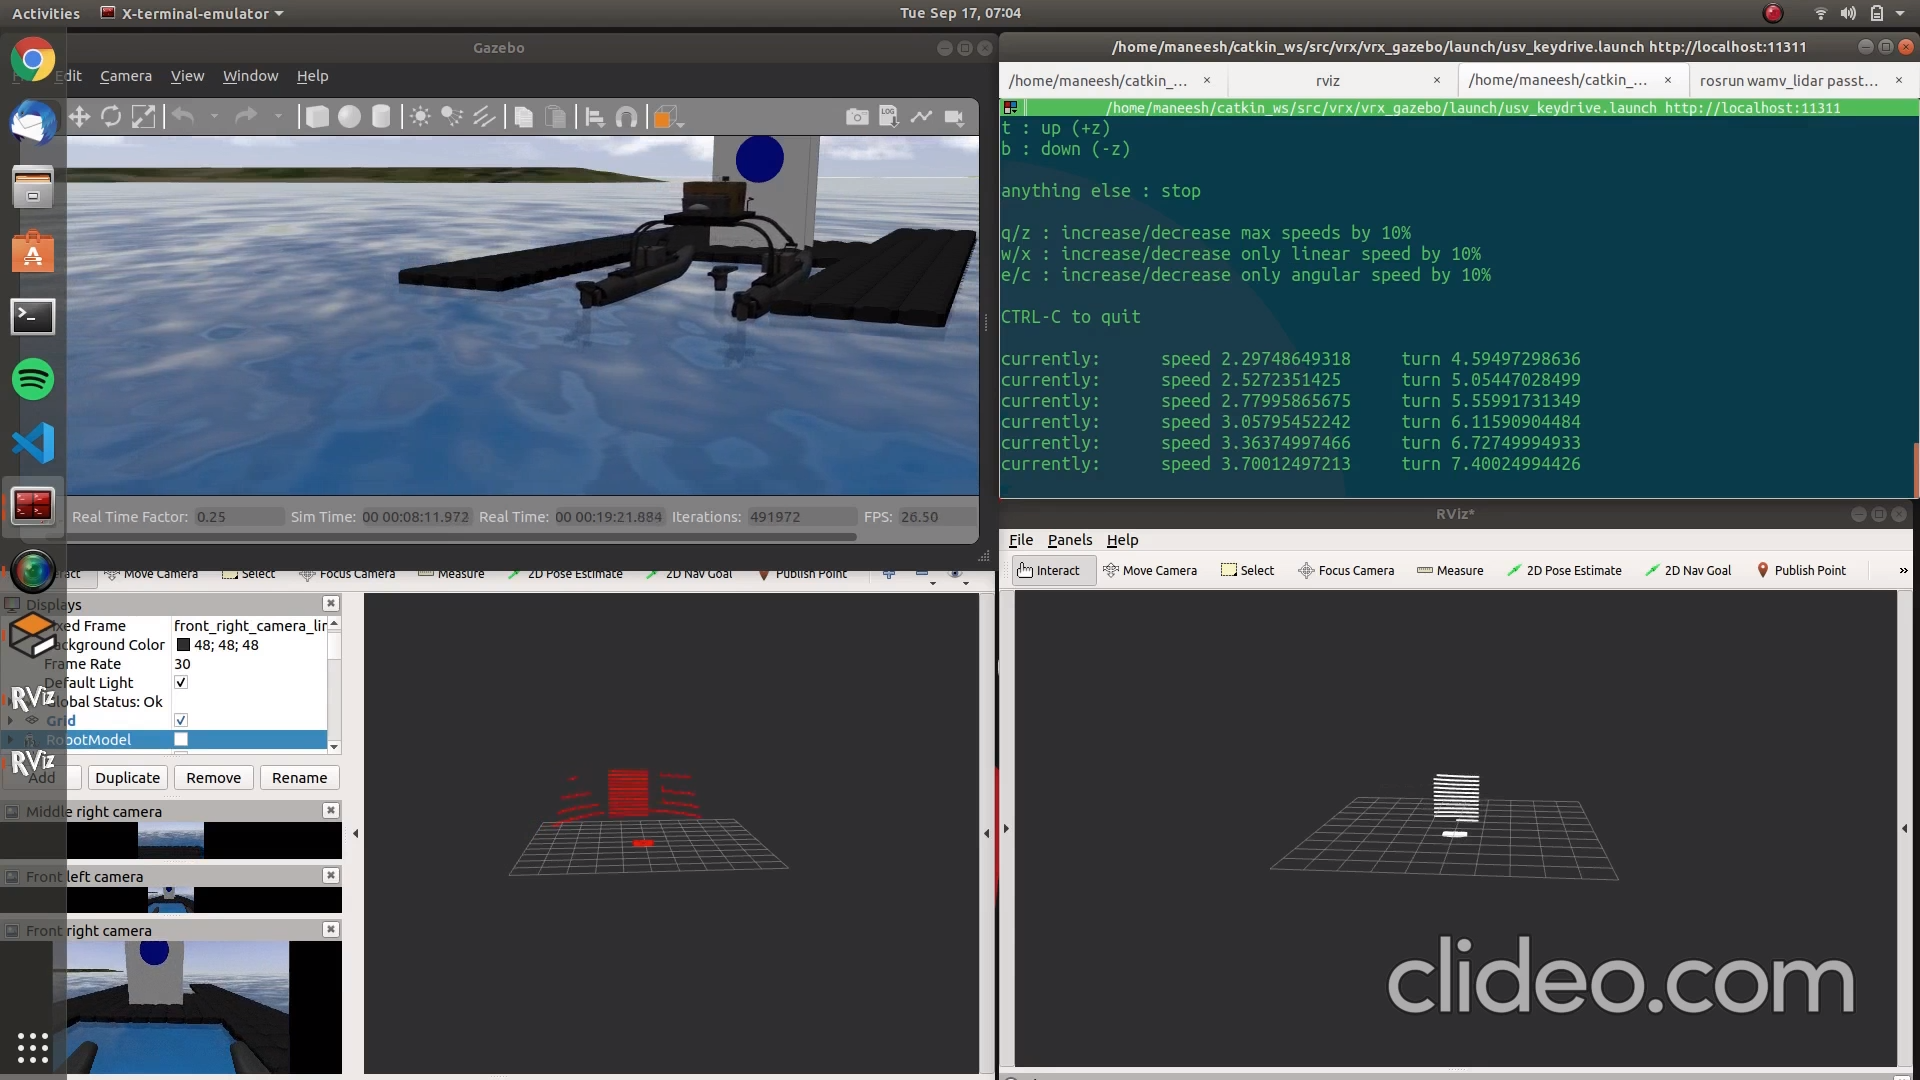 Activities
X-terminal-emulator
Tue Sep 17, 07:04
Gazebo
dit
Camera
View
Window
Help
LOG
Real Time Factor: 0.25
Sim Time: 00 00:08:11.972
Real Time: 00 00:19:21.884
Iterations: 491972
FPS: 26.50
/home/maneesh/catkin_ws/src/vrx/vrx_gazebo/launch/usv_keydrive.launch http://localhost:11311
/home/maneesh/catkin_...
rviz
/home/maneesh/catkin_...
rosrun wamv_lidar passt...
/home/maneesh/catkin_ws/src/vrx/vrx_gazebo/launch/usv_keydrive.launch http://localhost:11311
t : up (+z)
b : down (-z)
anything else : stop
q/z : increase/decrease max speeds by 10%
w/x : increase/decrease only linear speed by 10%
e/c : increase/decrease only angular speed by 10%
CTRL-C to quit
currently: speed 2.29748649318 turn 4.59497298636
currently: speed 2.5272351425 turn 5.05447028499
currently: speed 2.77995865675 turn 5.55991731349
currently: speed 3.05795452242 turn 6.11590904484
currently: speed 3.36374997466 turn 6.72749994933
currently: speed 3.70012497213 turn 7.40024994426
Move Camera
Select
Focus Camera
Measure
2D Pose Estimate
2D Nav Goal
Publish Point
Displays
ixed Frame front_right_camera_lin
ackground Color 48; 48; 48
Frame Rate 30
Default Light
lobal Status: Ok
Grid
RobotModel
Add
Duplicate
Remove
Rename
Middle right camera
Front left camera
Front right camera
RViz
RViz
RViz*
File
Panels
Help
Interact
Move Camera
Select
Focus Camera
Measure
2D Pose Estimate
2D Nav Goal
Publish Point
»
clideo.com